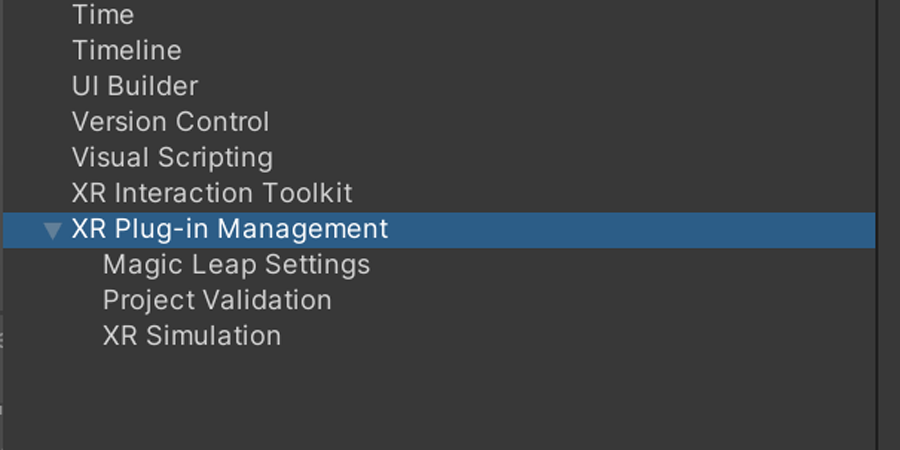 Time
Timeline
UI Builder
Version Control
Visual Scripting
XR Interaction Toolkit
XR Plug-in Management
Magic Leap Settings
Project Validation
XR Simulation